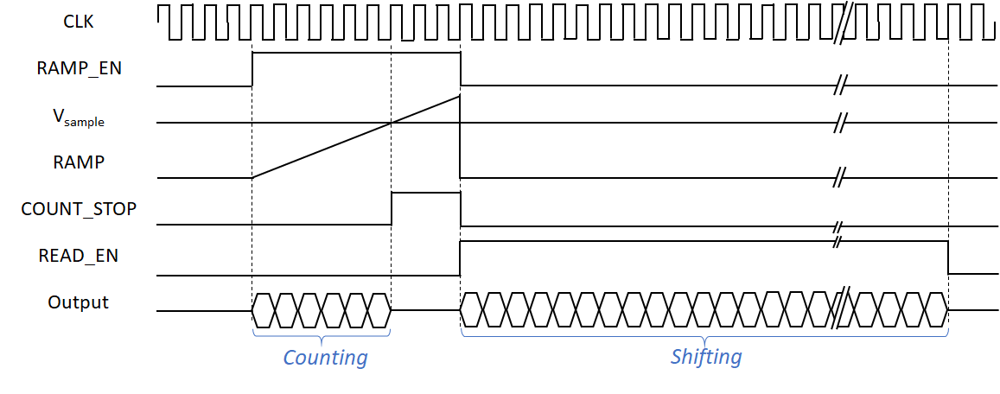 CLK
RAMP_EN
Vsample
RAMP
COUNT_STOP
READ_EN
Output
Counting
Shifting